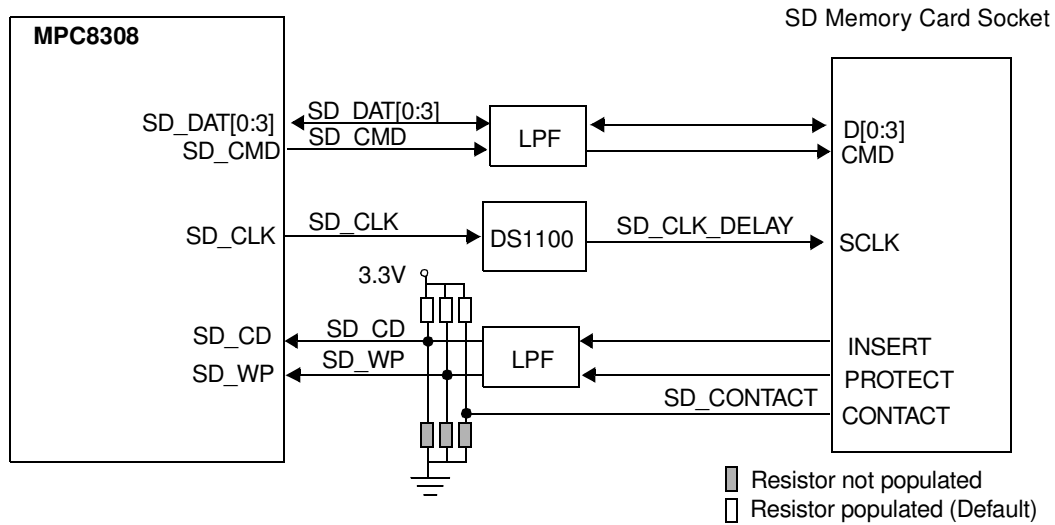 SD Memory Card Socket
MPC8308
SD_DAT[0:3] SD_DAT[0:3] LPF D[0:3]
SD_CMD SD_CMD CMD
SD_CLK SD_CLK DS1100 SD_CLK_DELAY SCLK
3.3V
SD_CD SD_CD LPF INSERT
SD_WP SD_WP PROTECT
SD_CONTACT CONTACT
Resistor not populated
Resistor populated (Default)